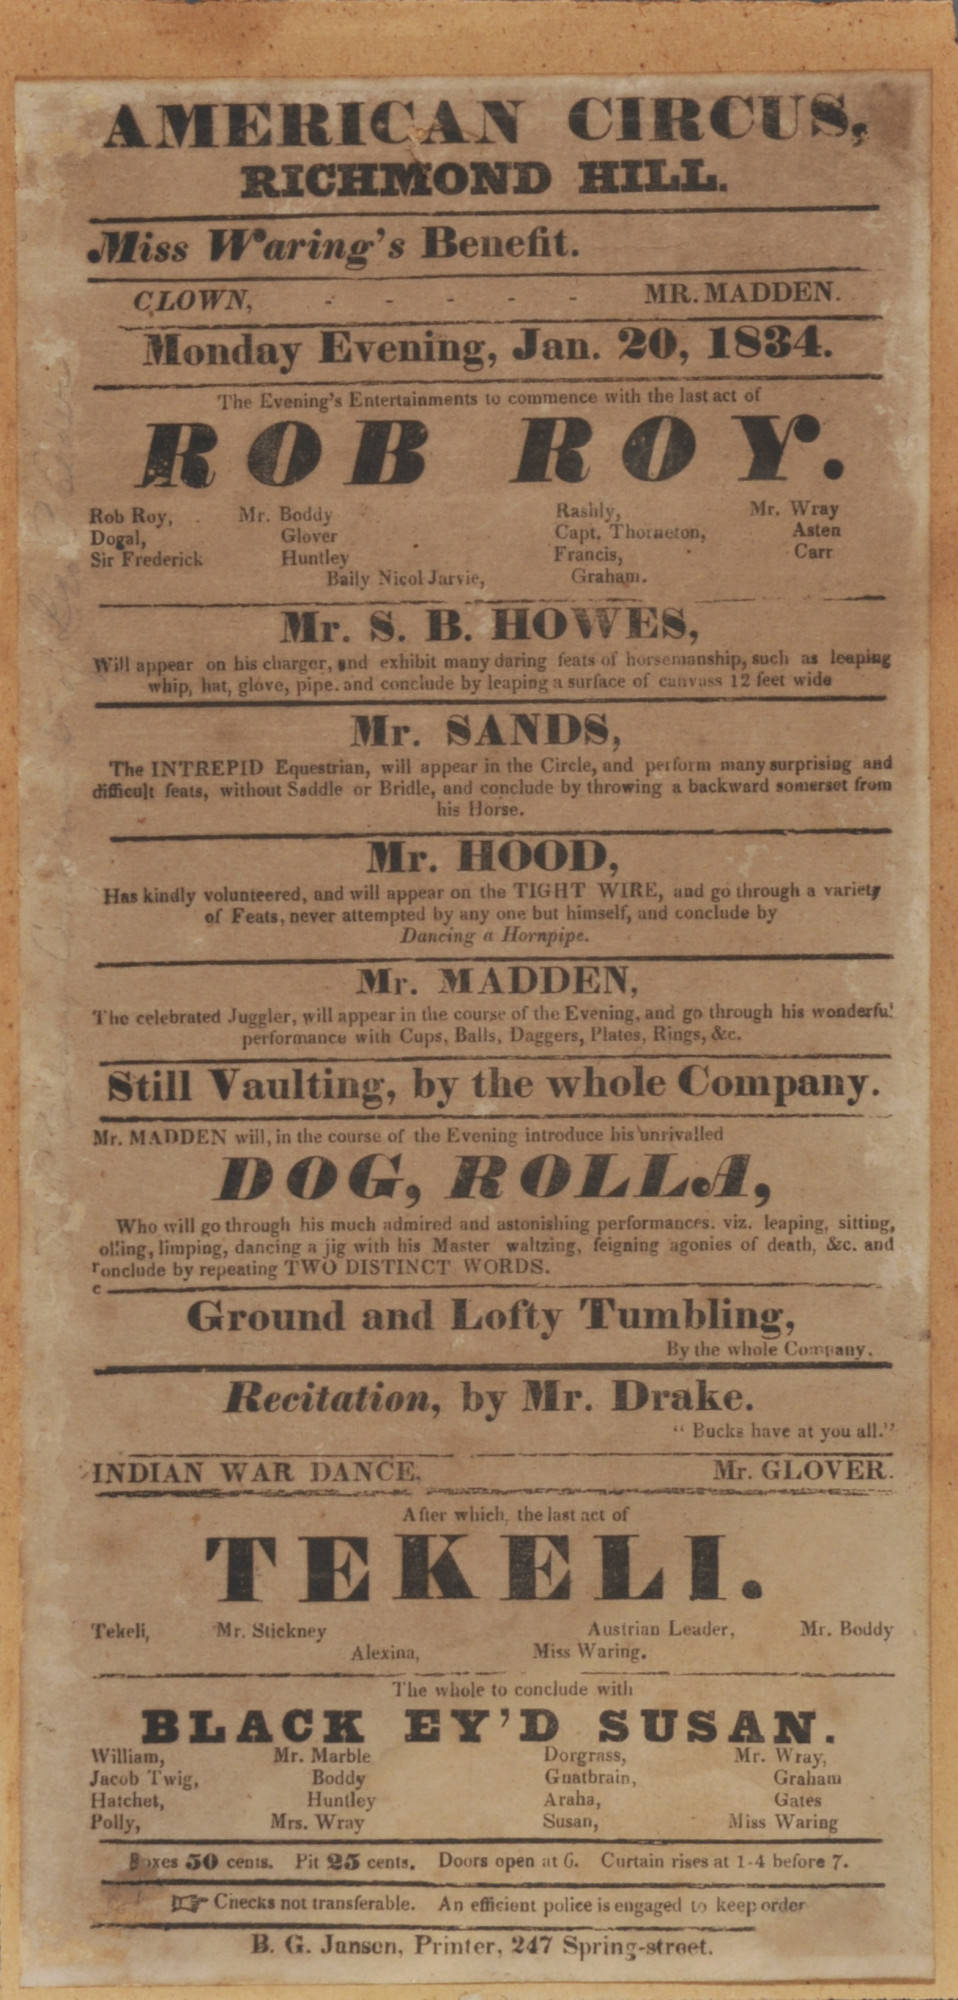 AMERICAN CIRCUS,
RICHMOND HILL.
Miss Waring's Benefit.
CLOWN, - - - - - MR. MADDEN.
Monday Evening, Jan. 20, 1834.
The Evening's Entertainments to commence with the last act of
ROB ROY.
Rob Roy, Mr. Boddy Rashly, Mr. Wray
Dogal, Glover Capt. Thorneton, Asten
Sir Frederick Huntley Francis, Carr
Baily Nicol Jarvie, Graham.
Mr. S. B. HOWES,
Will appear on his charger, and exhibit many daring feats of horsemanship, such as leaping
whip, hat, glove, pipe. and conclude by leaping a surface of canvass 12 feet wide
Mr. SANDS,
The INTREPID Equestrian, will appear in the Circle, and perform many surprising and
difficult feats, without Saddle or Bridle, and conclude by throwing a backward somerset from
his Horse.
Mr. HOOD,
Has kindly volunteered, and will appear on the TIGHT WIRE, and go through a variety
of Feats, never attempted by any one but himself, and conclude by
Dancing a Hornpipe.
Mr. MADDEN,
The celebrated Juggler, will appear in the course of the Evening, and go through his wonderful
performance with Cups, Balls, Daggers, Plates, Rings, &c.
Still Vaulting, by the whole Company.
Mr. MADDEN will, in the course of the Evening introduce his unrivalled
DOG, ROLLA,
Who will go through his much admired and astonishing performances. viz. leaping, sitting,
olling, limping, dancing a jig with his Master waltzing, feigning agonies of death, &c. and
ronclude by repeating TWO DISTINCT WORDS.
c
Ground and Lofty Tumbling,
By the whole Company.
Recitation, by Mr. Drake.
"Bucks have at you all."
INDIAN WAR DANCE, Mr. GLOVER.
After which, the last act of
TEKELI.
Tekeli, Mr. Stickney Austrian Leader, Mr. Boddy
Alexina, Miss Waring.
The whole to conclude with
BLACK EY'D SUSAN.
William, Mr. Marble Dorgrass, Mr. Wray,
Jacob Twig, Boddy Gnatbrain, Graham
Hatchet, Huntley Araha, Gates
Polly, Mrs. Wray Susan, Miss Waring
Boxes 50 cents. Pit 25 cents. Doors open at 6. Curtain rises at 1-4 before 7.
☞ Checks not transferable. An efficient police is engaged to keep order
B. G. Jansen, Printer, 247 Spring-street.